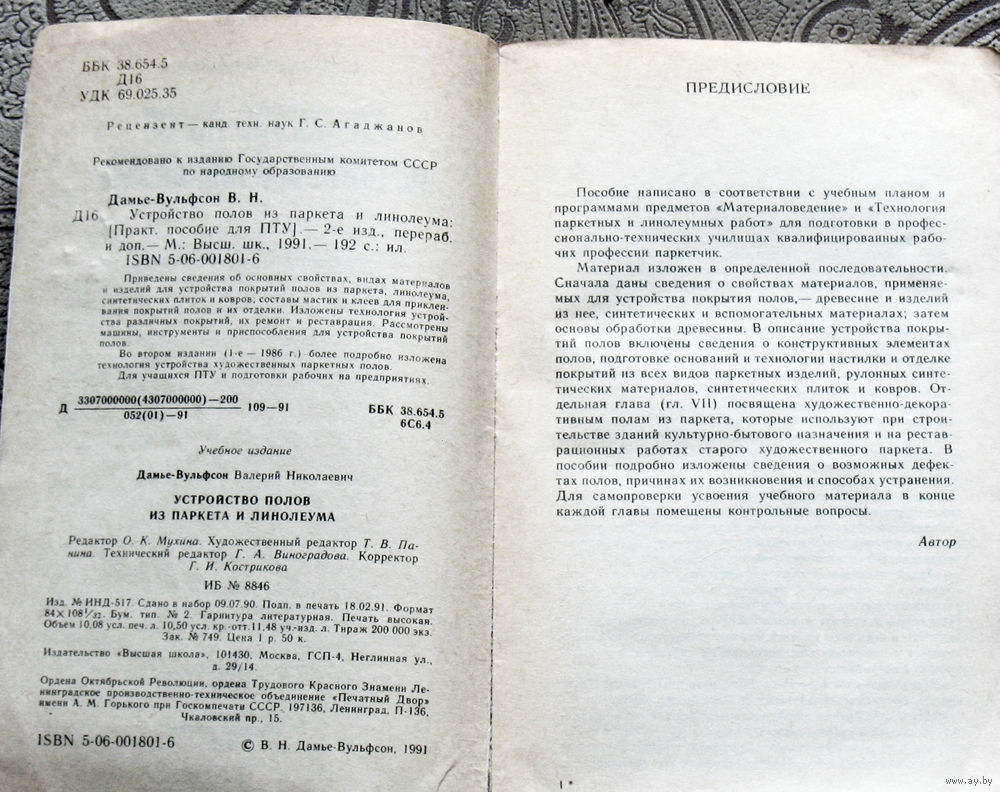 ББК 38.654.5
Д16
УДК 69.025.35
Рецензент — канд. техн. наук Г. С. Агаджанов
Рекомендовано к изданию Государственным комитетом СССР
по народному образованию
Дамье-Вульфсон В. Н.
Д16 Устройство полов из паркета и линолеума:
[Практ. пособие для ПТУ].— 2-е изд., перераб.
и доп.— М.: Высш. шк., 1991.— 192 с.: ил.
ISBN 5-06-001801-6
Приведены сведения об основных свойствах, видах материалов
и изделий для устройства покрытий полов из паркета, линолеума,
синтетических плиток и ковров; составы мастик и клеев для приклеи-
вания покрытий полов и их отделки. Изложены технология устрой-
ства различных покрытий, их ремонт и реставрация. Рассмотрены
машины, инструменты и приспособления для устройства покрытий
полов.
Во втором издании (1-е — 1986 г.) более подробно изложена
технология устройства художественных паркетных полов.
Для учащихся ПТУ и подготовки рабочих на предприятиях.
Д 3307000000(4307000000)—200
052(01)—91
109—91
ББК 38.654.5
6С6.4
Учебное издание
Дамье-Вульфсон Валерий Николаевич
УСТРОЙСТВО ПОЛОВ
ИЗ ПАРКЕТА И ЛИНОЛЕУМА
Редактор О. К. Мухина. Художественный редактор Т. В. Па-
нина. Технический редактор Г. А. Виноградова. Корректор
Г. И. Кострикова
ИБ № 8846
Изд. № ИНД-517. Сдано в набор 09.07.90. Подп. в печать 18.02.91. Формат
84×108 1/32. Бум. тип. № 2. Гарнитура литературная. Печать высокая.
Объем 10,08 усл. печ. л. 10,50 усл. кр.-отт. 11,48 уч.-изд. л. Тираж 200 000 экз.
Зак. № 749. Цена 1 р. 50 к.
Издательство «Высшая школа», 101430, Москва, ГСП-4, Неглинная ул.,
д. 29/14.
Ордена Октябрьской Революции, ордена Трудового Красного Знамени Ле-
нинградское производственно-техническое объединение «Печатный Двор»
имени А. М. Горького при Госкомпечати СССР. 197136, Ленинград, П-136,
Чкаловский пр., 15.
ISBN 5-06-001801-6
© В. Н. Дамье-Вульфсон, 1991
ПРЕДИСЛОВИЕ
Пособие написано в соответствии с учебным планом и
программами предметов «Материаловедение» и «Технология
паркетных и линолеумных работ» для подготовки в профес-
сионально-технических училищах квалифицированных рабо-
чих профессии паркетчик.
Материал изложен в определенной последовательности.
Сначала даны сведения о свойствах материалов, применяе-
мых для устройства покрытия полов,— древесине и изделий
из нее, синтетических и вспомогательных материалах; затем
основы обработки древесины. В описание устройства покры-
тий полов включены сведения о конструктивных элементах
полов, подготовке оснований и технологии настилки и отделке
покрытий из всех видов паркетных изделий, рулонных синте-
тических материалов, синтетических плиток и ковров. От-
дельная глава (гл. VII) посвящена художественно-декора-
тивным полам из паркета, которые используют при строи-
тельстве зданий культурно-бытового назначения и на рестав-
рационных работах старого художественного паркета. В
пособии подробно изложены сведения о возможных дефек-
тах полов, причинах их возникновения и способах устранения.
Для самопроверки усвоения учебного материала в конце
каждой главы помещены контрольные вопросы.
Автор
1*
www.ay.by